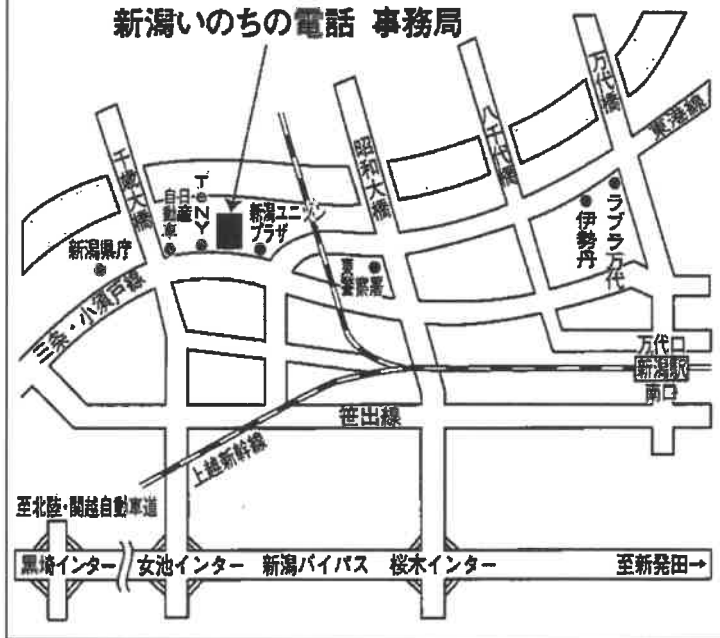 新潟いのちの電話 事務局
万代橋
八千代橋
昭和大橋
千歳大橋
東港線
日産
自動車
TeNY
新潟ユニゾン
プラザ
新潟県庁
東
警察署
伊勢丹
ラブラ万代
三条・小須戸線
万代口
新潟駅
南口
笹出線
上越新幹線
至北陸・関越自動車道
黒埼インター
女池インター
新潟バイパス
桜木インター
至新発田→